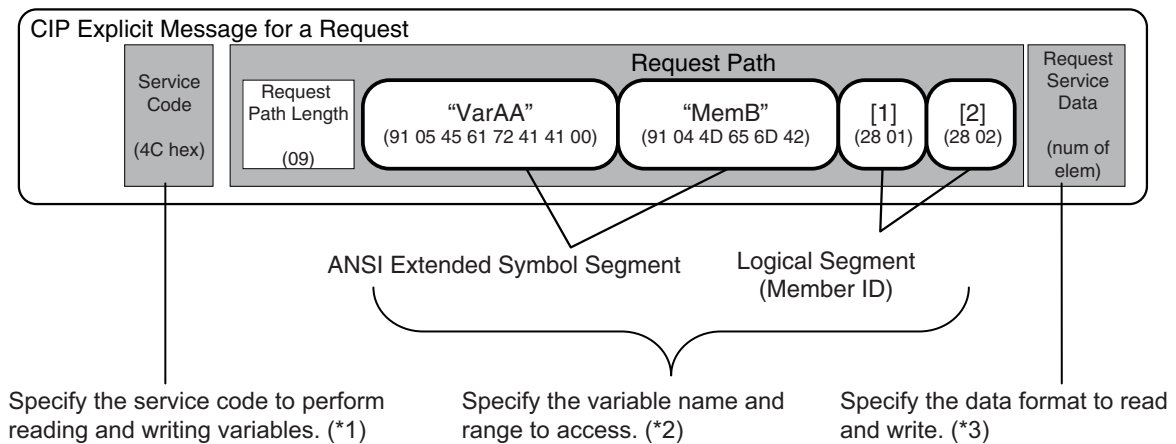 CIP Explicit Message for a Request
Service
Code
(4C hex)
Request Path
Request
Path Length
(09)
“VarAA”
(91 05 45 61 72 41 41 00)
“MemB”
(91 04 4D 65 6D 42)
[1]
(28 01)
[2]
(28 02)
Request
Service
Data
(num of
elem)
ANSI Extended Symbol Segment
Logical Segment
(Member ID)
Specify the service code to perform
reading and writing variables. (*1)
Specify the variable name and
range to access. (*2)
Specify the data format to read
and write. (*3)